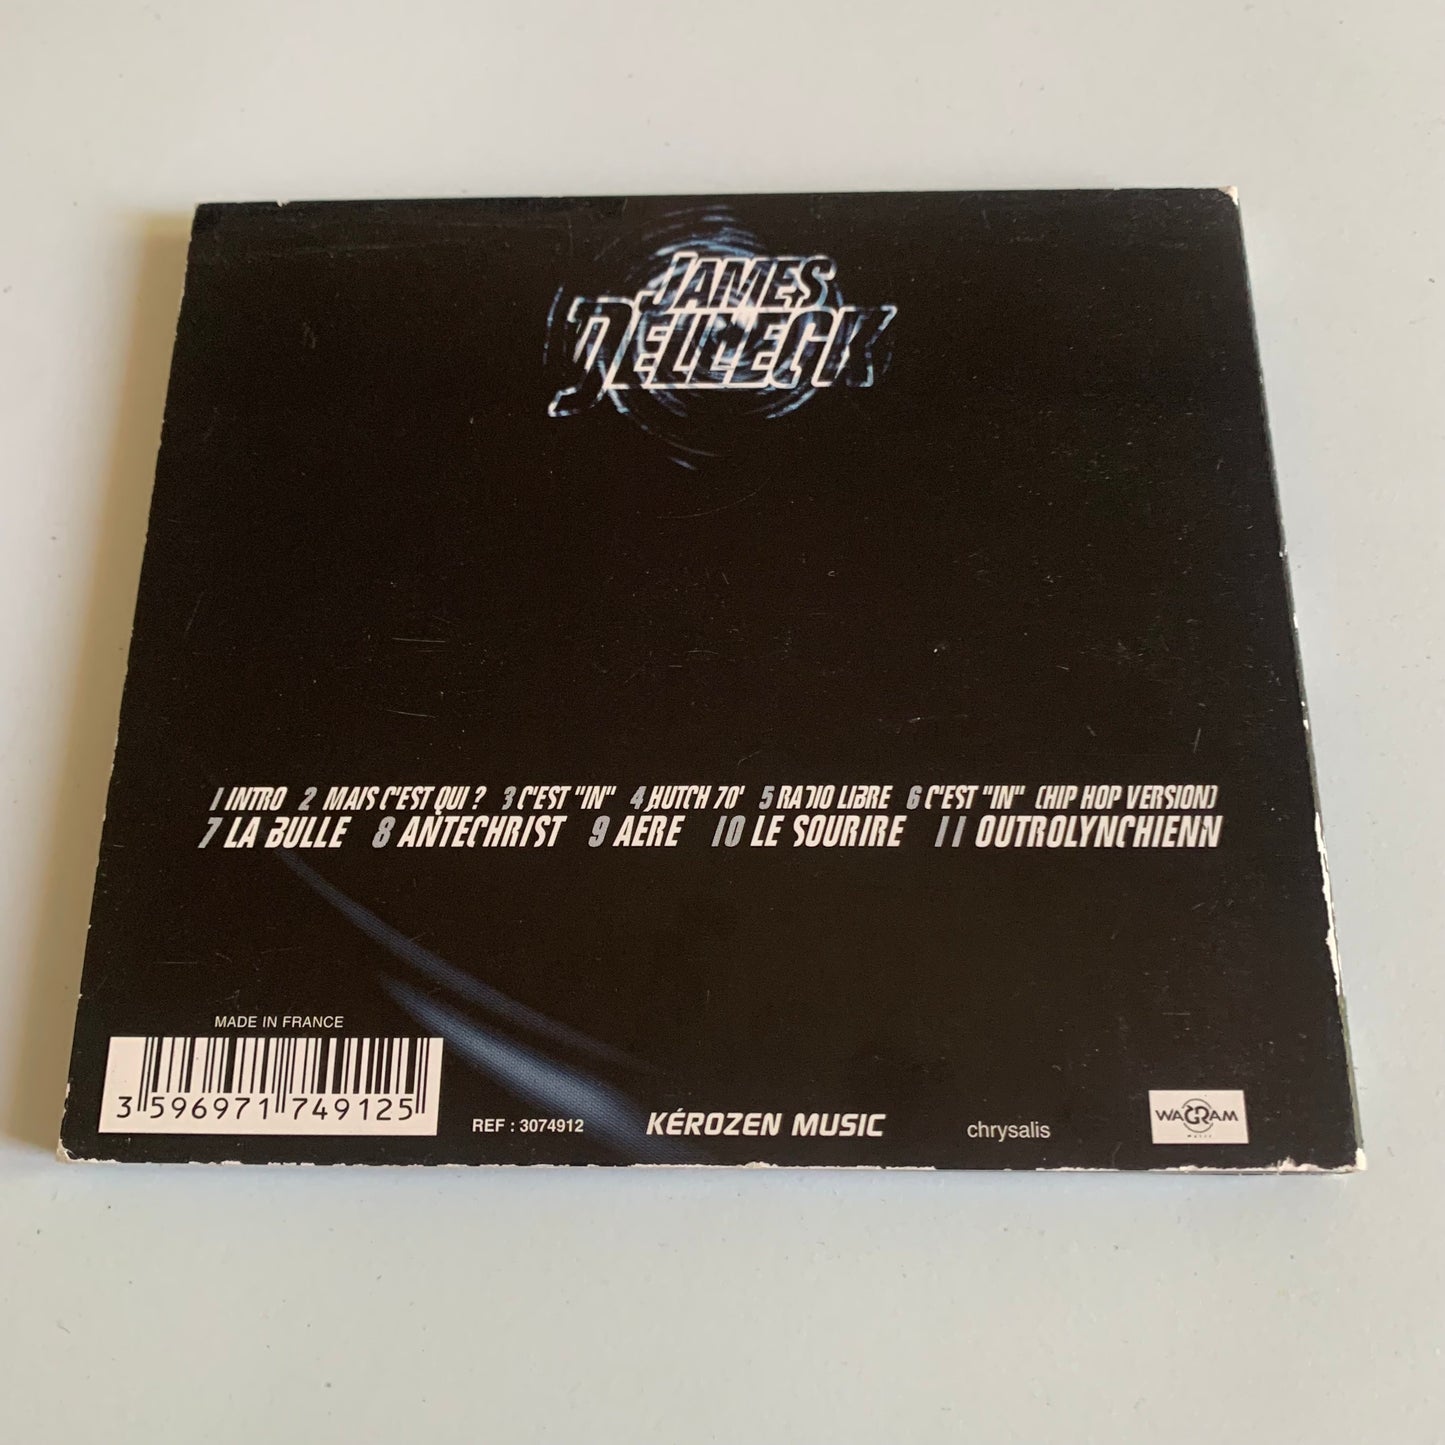 JAMES
DELBECK
1 INTRO 2 MAIS C'EST QUI ? 3 C'EST "IN" 4 HUTCH 70' 5 RADIO LIBRE 6 C'EST "IN" (HIP HOP VERSION)
7 LA BULLE 8 ANTECHRIST 9 AERE 10 LE SOURIRE 11 OUTROLYNCHIENN
MADE IN FRANCE
3 596971 749125
REF : 3074912
KÉROZEN MUSIC
chrysalis
WAGRAM
MUSIC